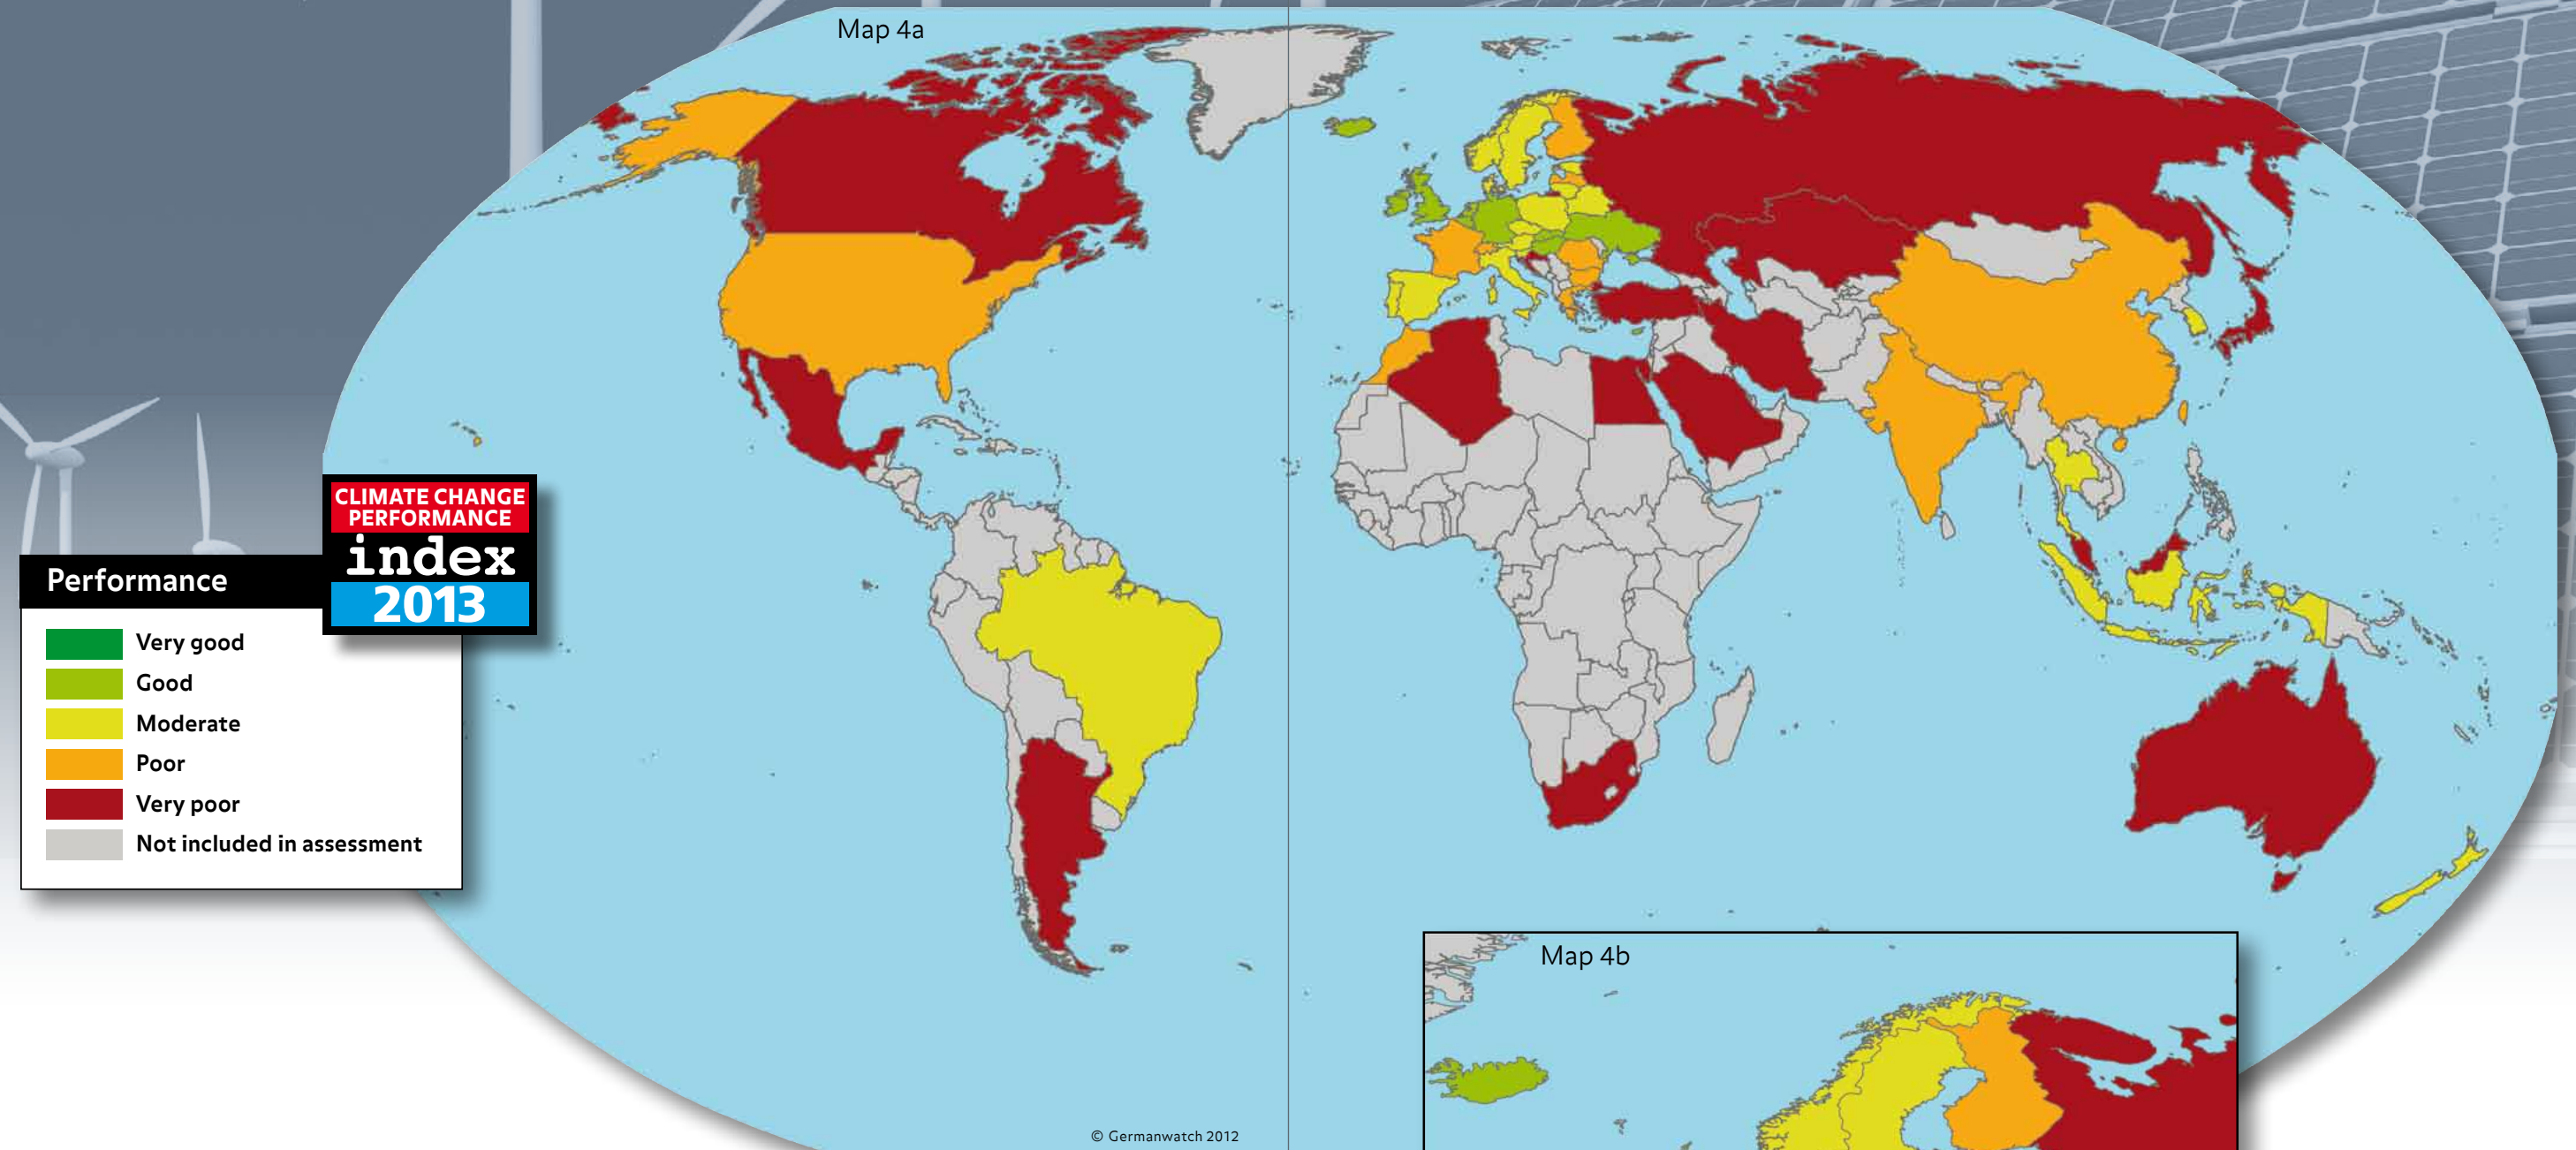 Map 4a
CLIMATE CHANGE
PERFORMANCE
index
2013
Performance
Very good
Good
Moderate
Poor
Very poor
Not included in assessment
Map 4b
© Germanwatch 2012